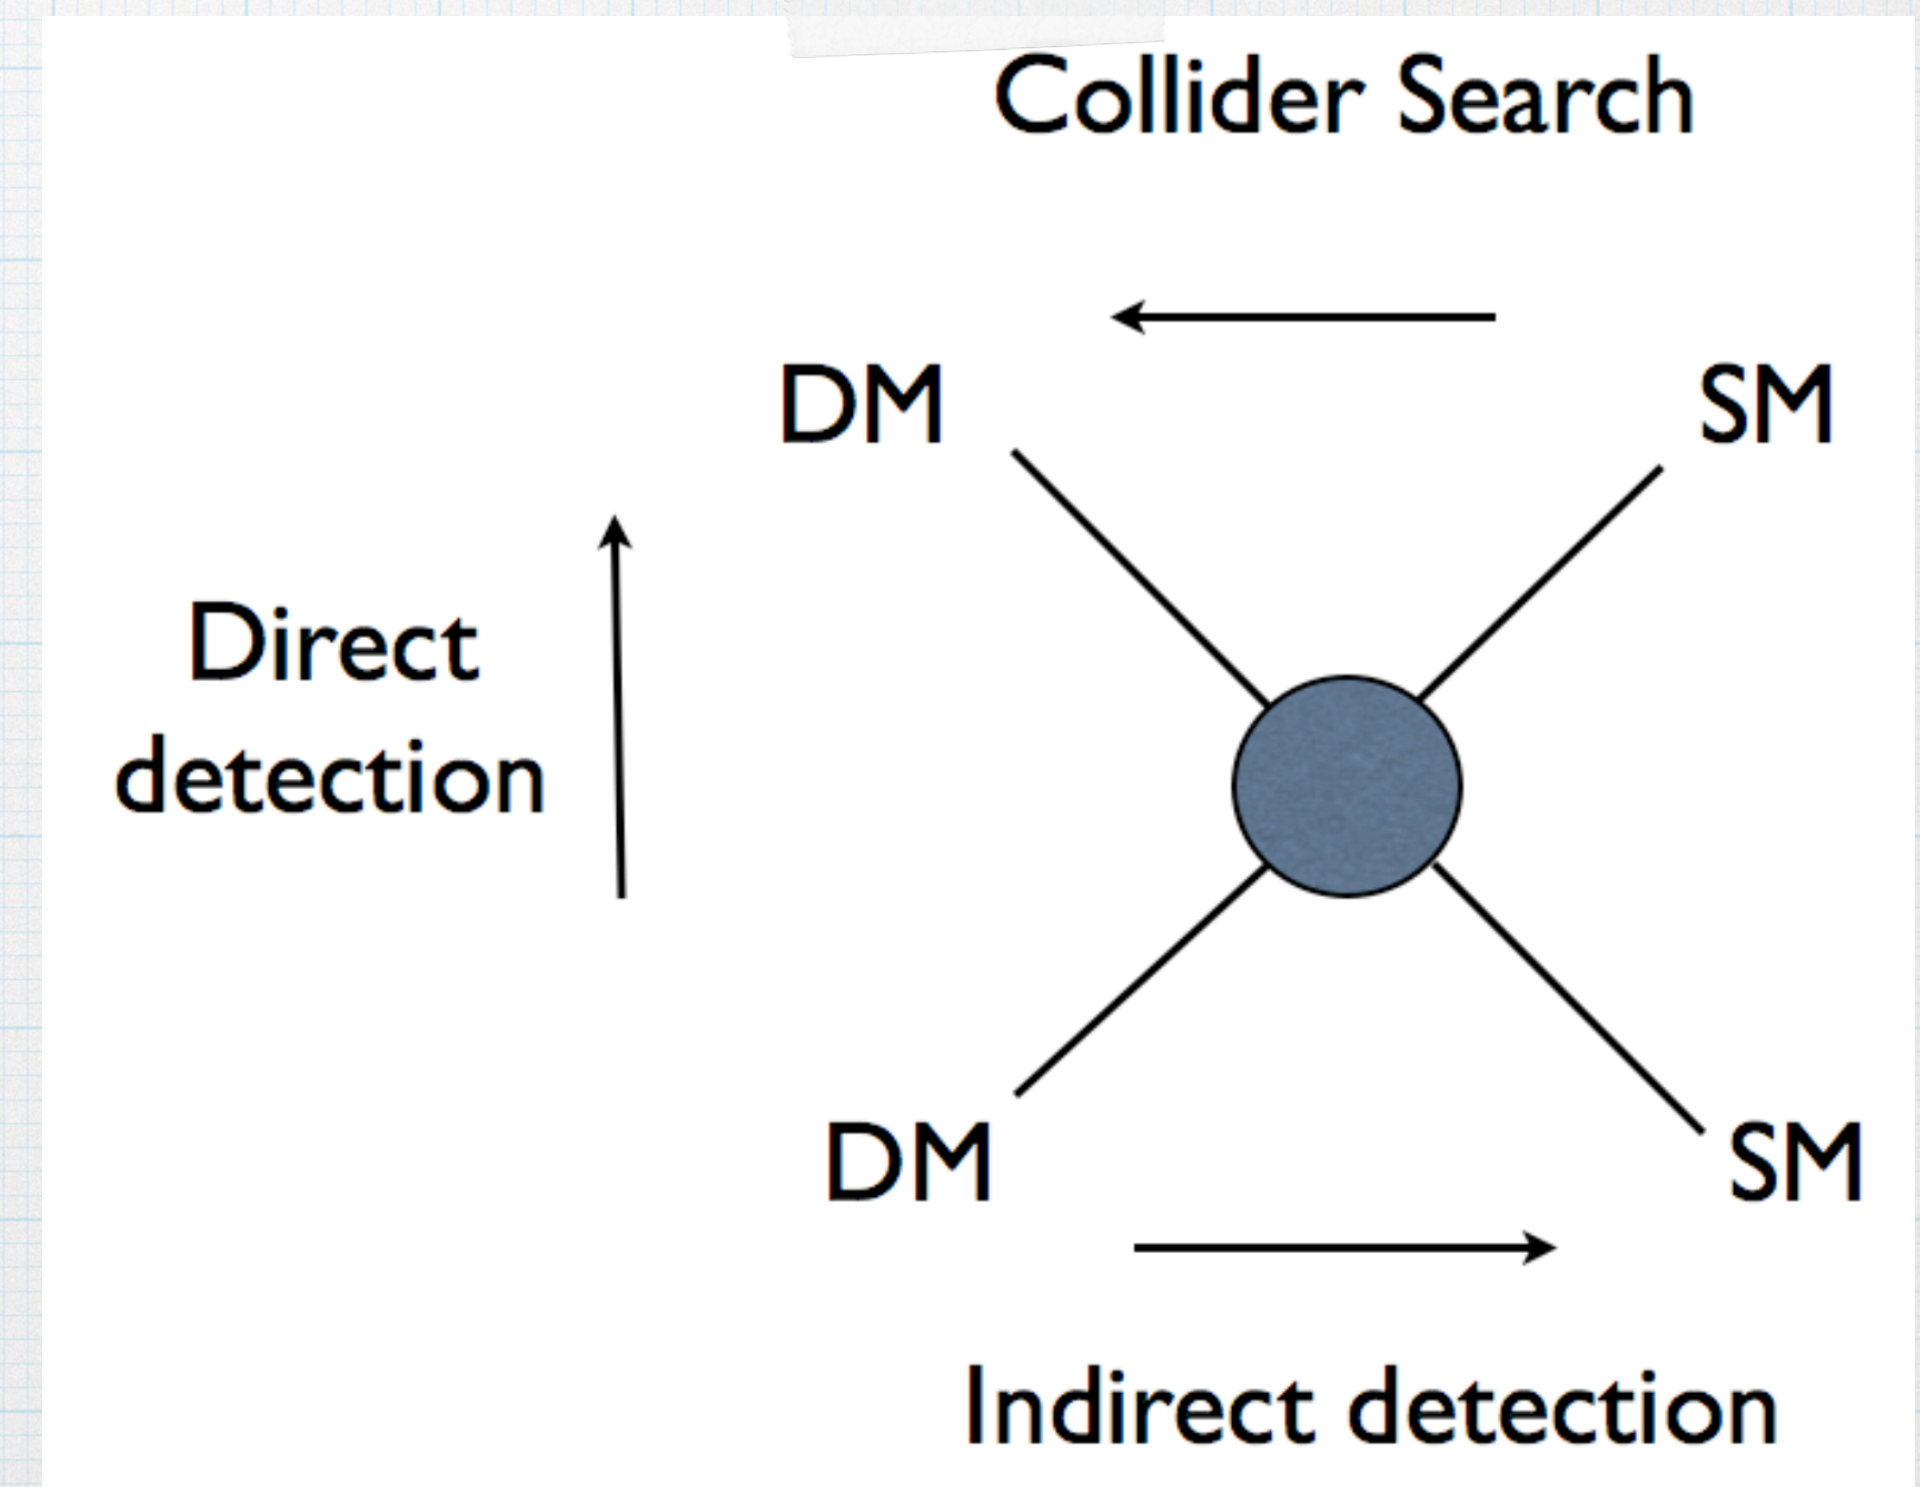 Collider Search
DM
SM
Direct
detection
DM
SM
Indirect detection